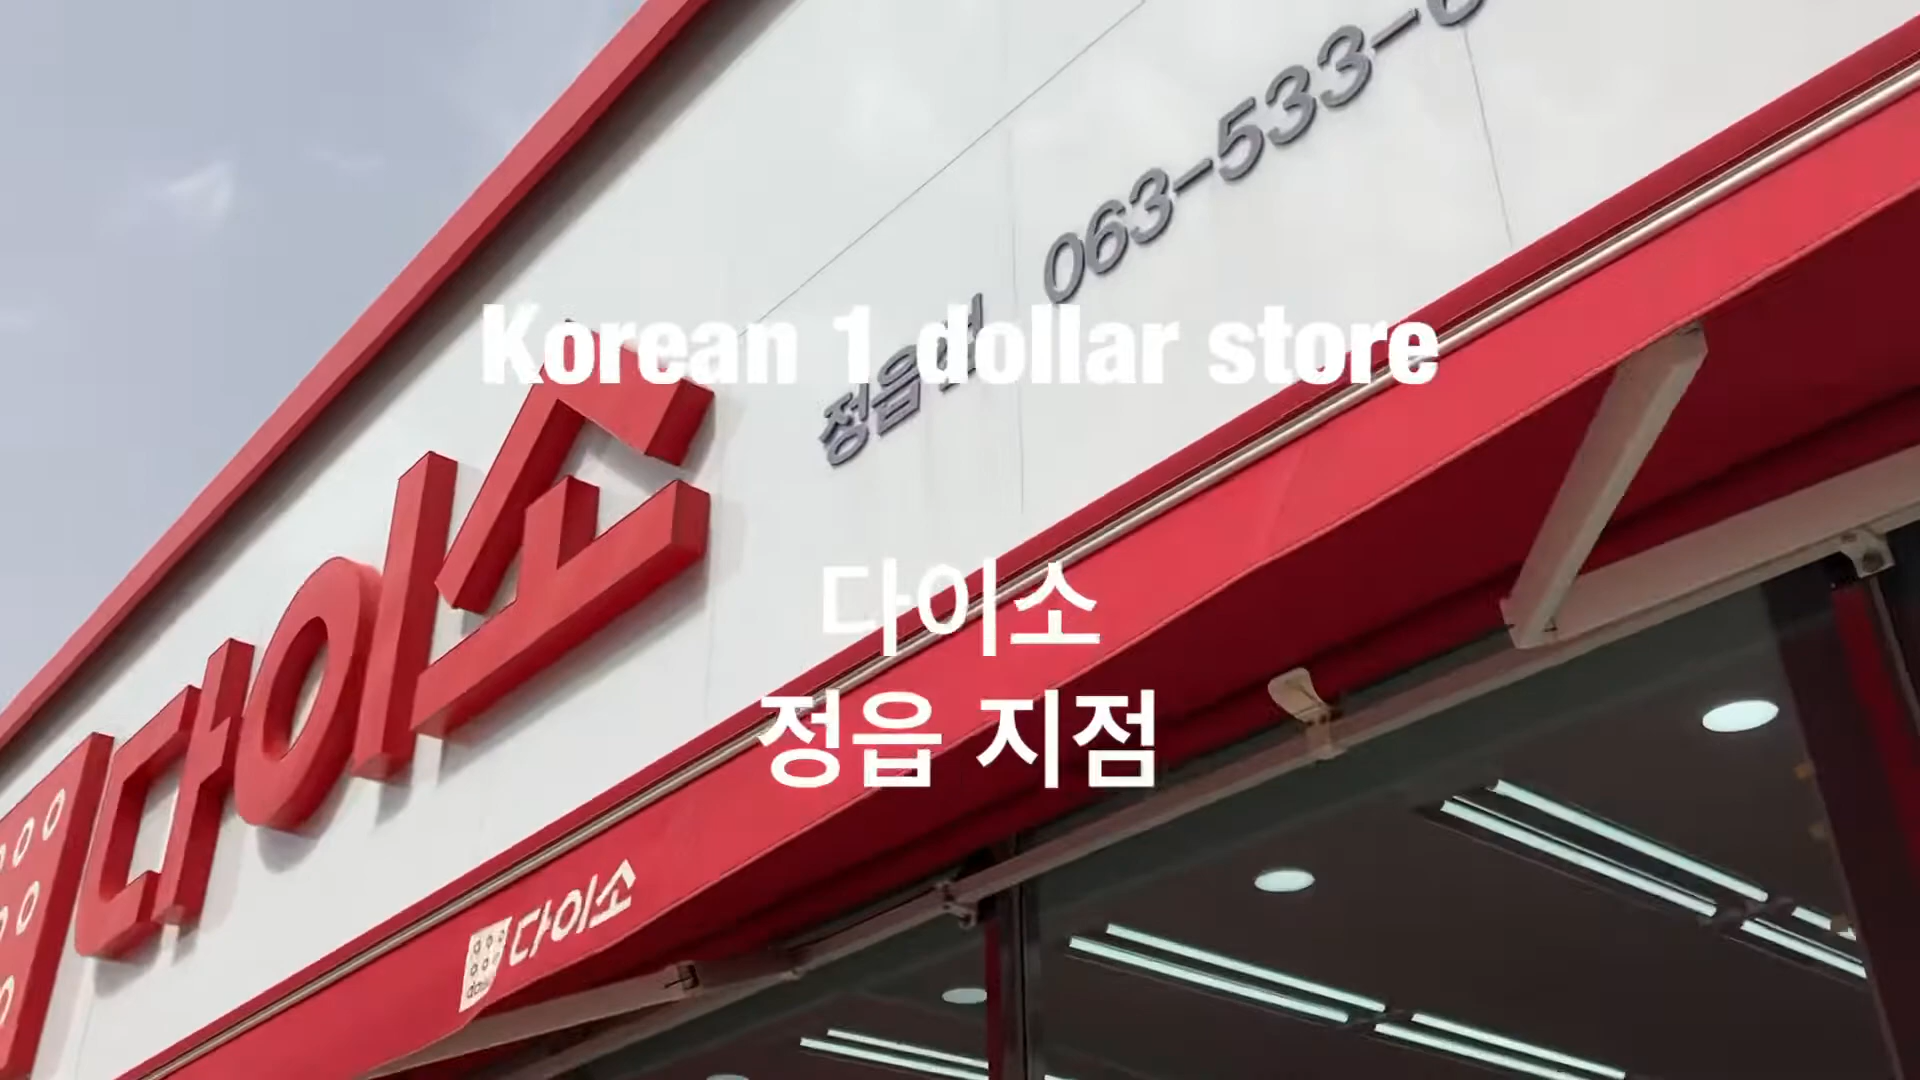 Korean 1 dollar store
다이소
정읍 지점
다이소
정읍점 063-533-
다이소